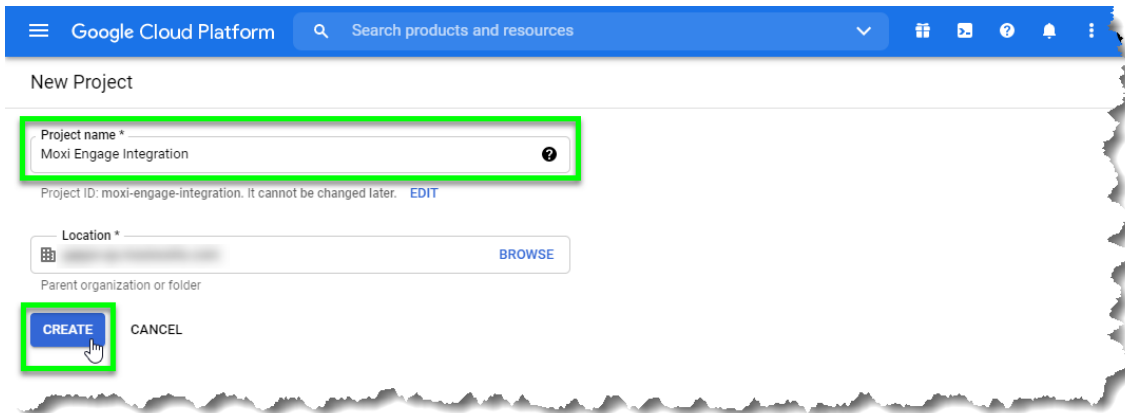 Google Cloud Platform Search products and resources
New Project
Project name *
Moxi Engage Integration
Project ID: moxi-engage-integration. It cannot be changed later. EDIT
Location *
BROWSE
Parent organization or folder
CREATE CANCEL